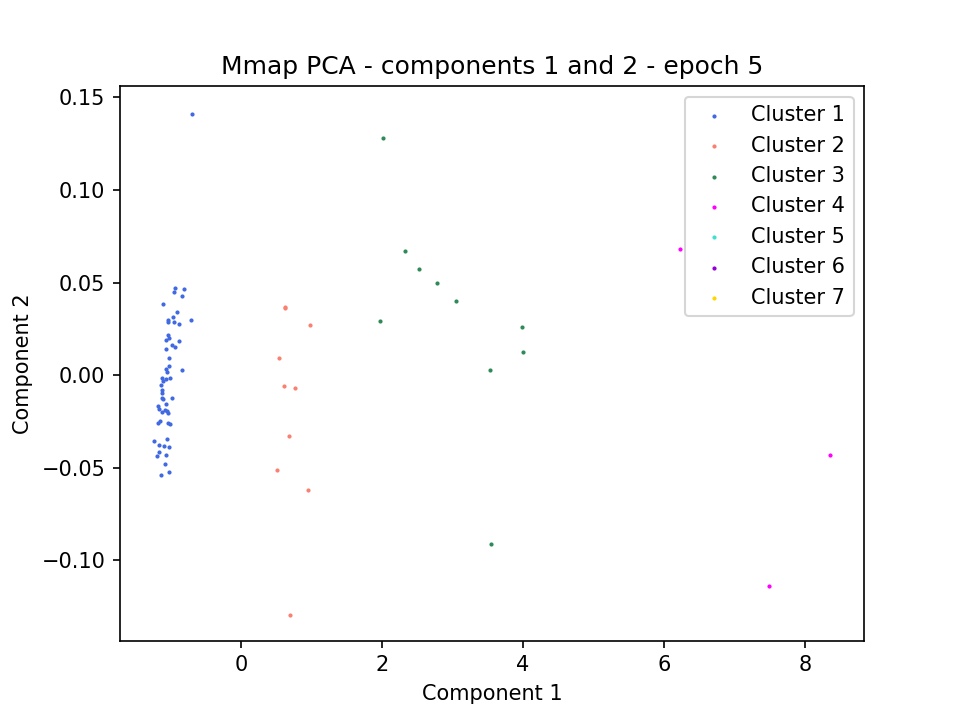 Mmap PCA - components 1 and 2 - epoch 5
0.15
0.10
0.05
0.00
−0.05
−0.10
Component 2
Cluster 1
Cluster 2
Cluster 3
Cluster 4
Cluster 5
Cluster 6
Cluster 7
0 2 4 6 8
Component 1